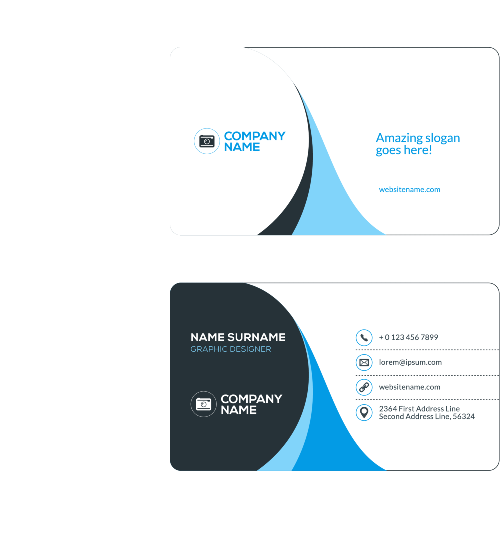 COMPANY
NAME
Amazing slogan
goes here!
websitename.com
NAME SURNAME
GRAPHIC DESIGNER
COMPANY
NAME
+ 0 123 456 7899
lorem@ipsum.com
websitename.com
2364 First Address Line
Second Address Line, 56324